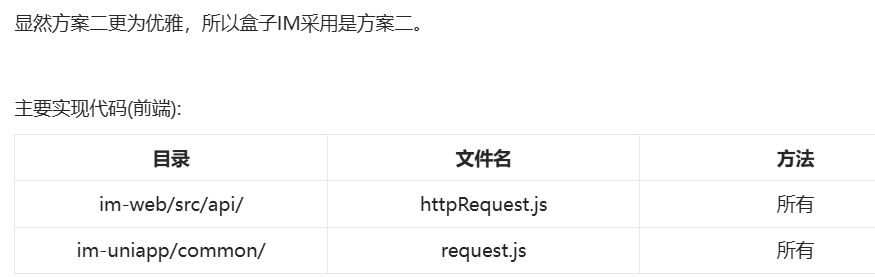 显然方案二更为优雅，所以盒子IM采用是方案二。
主要实现代码(前端):
目录 文件名 方法
im-web/src/api/ httpRequest.js 所有
im-uniapp/common/ request.js 所有